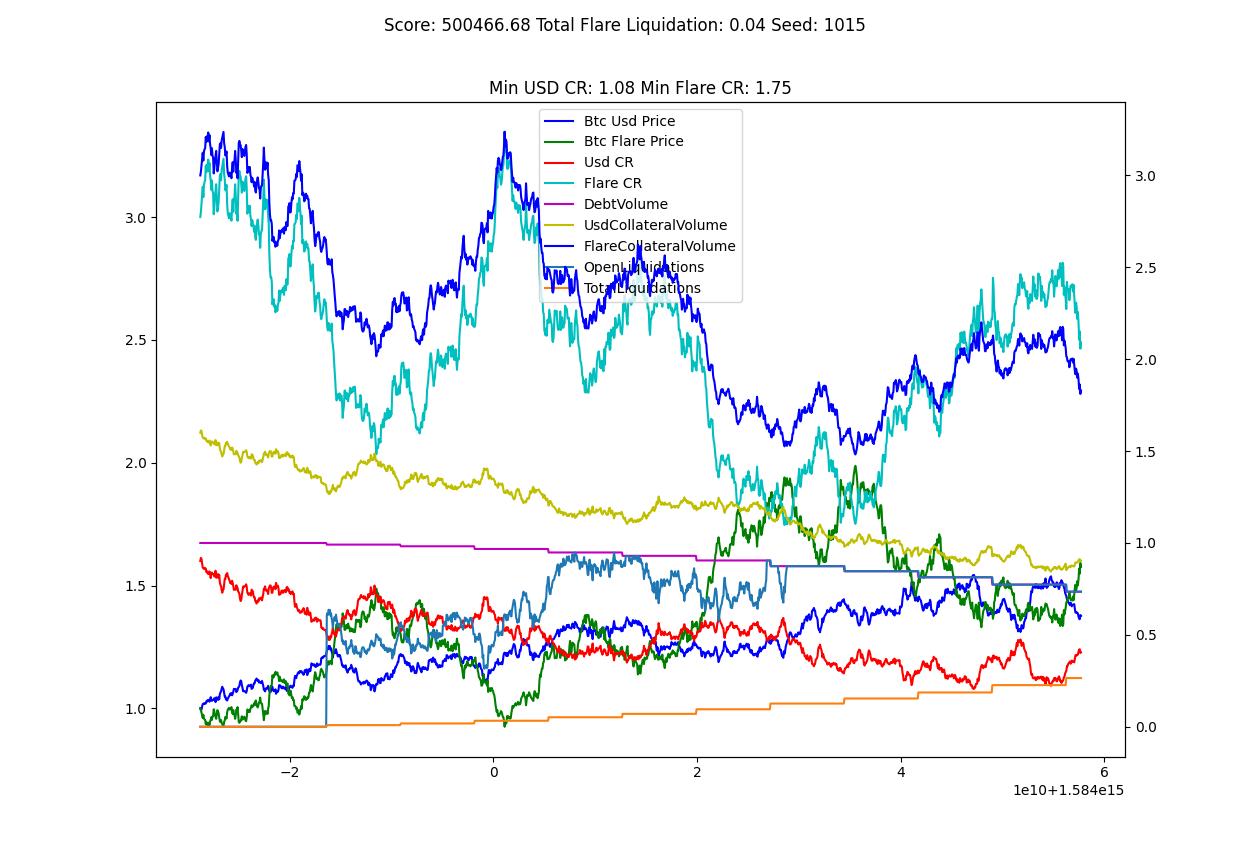 Score: 500466.68 Total Flare Liquidation: 0.04 Seed: 1015
Min USD CR: 1.08 Min Flare CR: 1.75
Btc Usd Price
Btc Flare Price
Usd CR
Flare CR
DebtVolume
UsdCollateralVolume
FlareCollateralVolume
OpenLiquidations
TotalLiquidations
3.0
2.5
2.0
1.5
1.0
3.0
2.5
2.0
1.5
1.0
0.5
0.0
−2 0 2 4 6
1e10+1.584e15